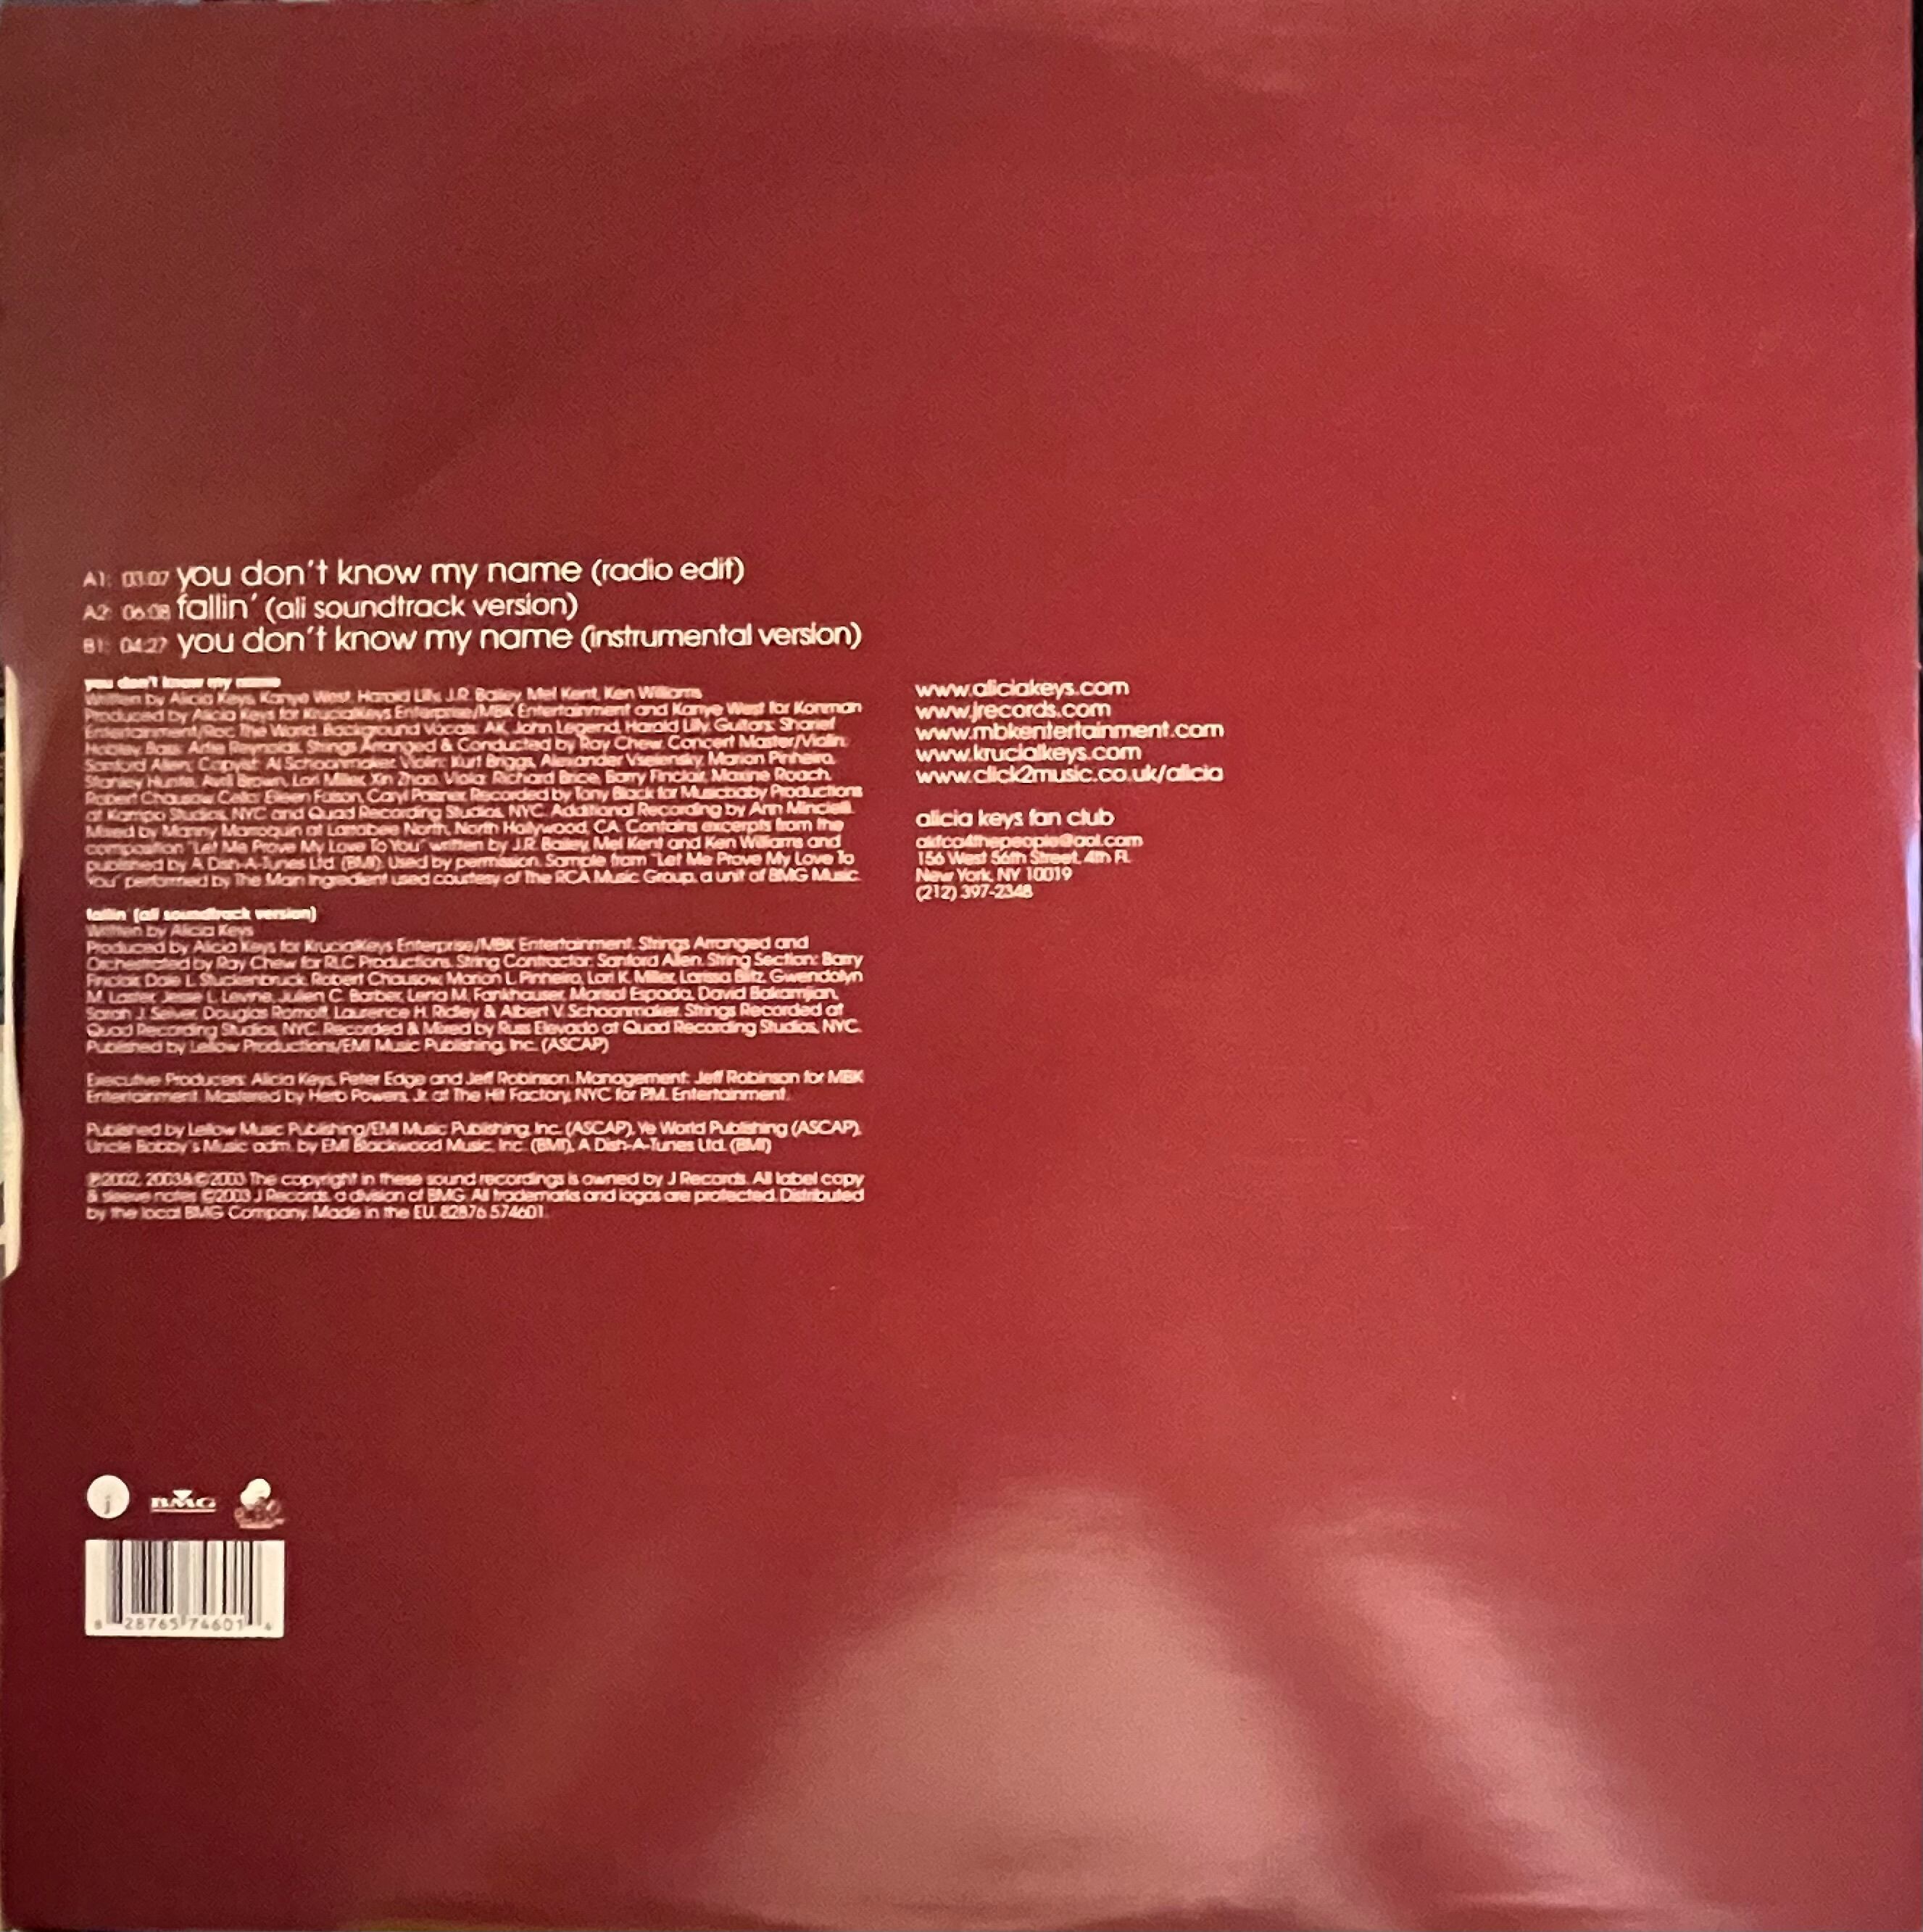 A1: 03:07 you don't know my name (radio edit)
A2: 06:08 fallin' (ali soundtrack version)
B1: 04:27 you don't know my name (instrumental version)
you don't know my name
Written by Alicia Keys, Kanye West, Harold Lilly, J.R. Bailey, Mel Kent, Ken Williams
Produced by Alicia Keys for KrucialKeys Enterprise/MBK Entertainment and Kanye West for Konman
Entertainment/Roc The World. Background Vocals: AK, John Legend, Harold Lilly. Guitars: Sharief
Hobley. Bass: Artie Reynolds. Strings Arranged & Conducted by Ray Chew. Concert Master/Violin:
Sanford Allen; Copyist: Al Schoonmaker. Violin: Kurt Briggs, Alexander Vselensky, Marion Pinheiro,
Stanley Hunte, Avril Brown, Lori Miller, Xin Zhao. Viola: Richard Brice, Barry Finclair, Maxine Roach,
Robert Chausow. Cello: Eileen Folson, Caryl Paisner. Recorded by Tony Black for Musicbaby Productions
at Kampo Studios, NYC and Quad Recording Studios, NYC. Additional Recording by Ann Mincieli.
Mixed by Manny Marroquin at Larrabee North, North Hollywood, CA. Contains excerpts from the
composition "Let Me Prove My Love To You" written by J.R. Bailey, Mel Kent and Ken Williams and
published by A Dish-A-Tunes Ltd. (BMI). Used by permission. Sample from "Let Me Prove My Love To
You" performed by The Main Ingredient used courtesy of The RCA Music Group, a unit of BMG Music.
fallin' (ali soundtrack version)
Written by Alicia Keys
Produced by Alicia Keys for KrucialKeys Enterprise/MBK Entertainment. Strings Arranged and
Orchestrated by Ray Chew for RLC Productions. String Contractor: Sanford Allen. String Section: Barry
Finclair, Dale L. Stuckenbruck, Robert Chausow, Marion L. Pinheiro, Lori K. Miller, Larissa Blitz, Gwendolyn
M. Laster, Jesse L. Levine, Julien C. Barber, Lena M. Fankhauser, Marisol Espada, David Bakamjian,
Sarah J. Seiver, Douglas Romoff, Laurence H. Ridley & Albert V. Schoonmaker. Strings Recorded at
Quad Recording Studios, NYC. Recorded & Mixed by Russ Elevado at Quad Recording Studios, NYC.
Published by Lellow Productions/EMI Music Publishing, Inc. (ASCAP)
Executive Producers: Alicia Keys, Peter Edge and Jeff Robinson. Management: Jeff Robinson for MBK
Entertainment. Mastered by Herb Powers, Jr. at The Hit Factory, NYC for P.M. Entertainment.
Published by Lellow Music Publishing/EMI Music Publishing, Inc. (ASCAP), Ye World Publishing (ASCAP),
Uncle Bobby's Music adm. by EMI Blackwood Music, Inc. (BMI), A Dish-A-Tunes Ltd. (BMI)
℗2002, 2003&©2003 The copyright in these sound recordings is owned by J Records. All label copy
& sleeve notes ©2003 J Records, a division of BMG. All trademarks and logos are protected. Distributed
by the local BMG Company. Made in the EU. 82876 574601.
www.aliciakeys.com
www.jrecords.com
www.mbkentertainment.com
www.krucialkeys.com
www.click2music.co.uk/alicia
alicia keys fan club
akfco4thepeople@aol.com
156 West 56th Street, 4th Fl.
New York, NY 10019
(212) 397-2348
j BMG
8 28765 74601 4